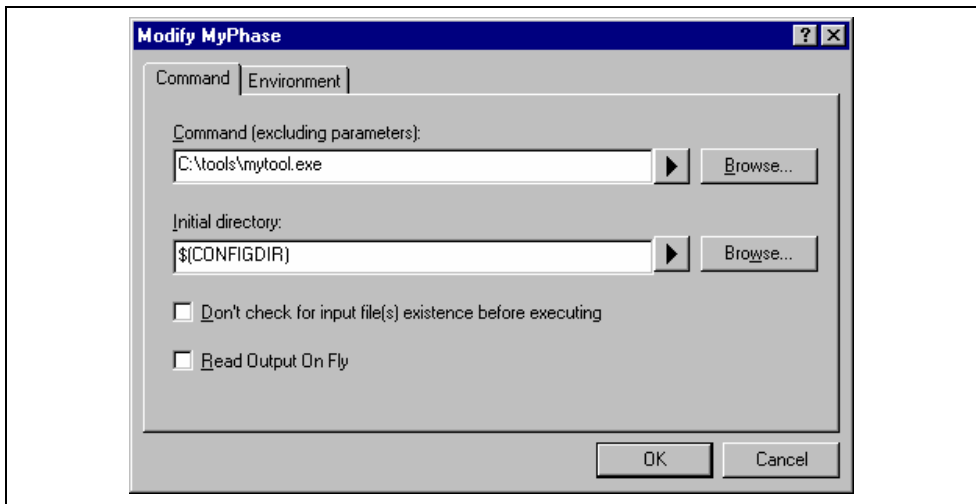 Modify MyPhase
Command Environment
Command (excluding parameters):
C:\tools\mytool.exe Browse...
Initial directory:
$(CONFIGDIR) Browse...
Don't check for input file(s) existence before executing
Read Output On Fly
OK Cancel